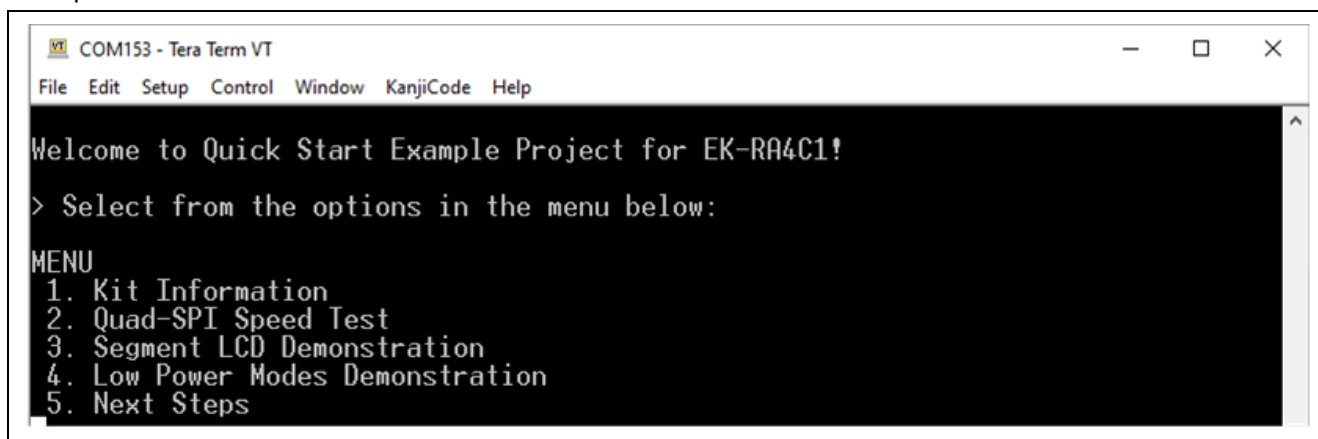 COM153 - Tera Term VT
File Edit Setup Control Window KanjiCode Help
Welcome to Quick Start Example Project for EK-RA4C1!
> Select from the options in the menu below:
MENU
1. Kit Information
2. Quad-SPI Speed Test
3. Segment LCD Demonstration
4. Low Power Modes Demonstration
5. Next Steps